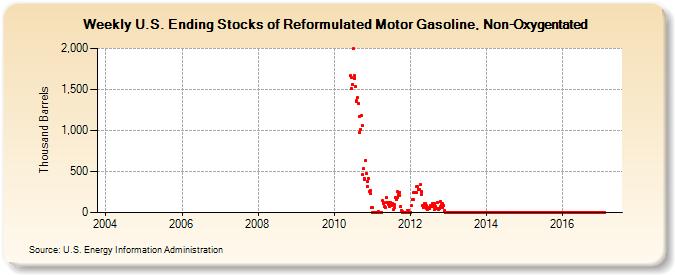 Weekly U.S. Ending Stocks of Reformulated Motor Gasoline, Non-Oxygentated
Thousand Barrels
2,000
1,500
1,000
500
0
2004 2006 2008 2010 2012 2014 2016
Source: U.S. Energy Information Administration